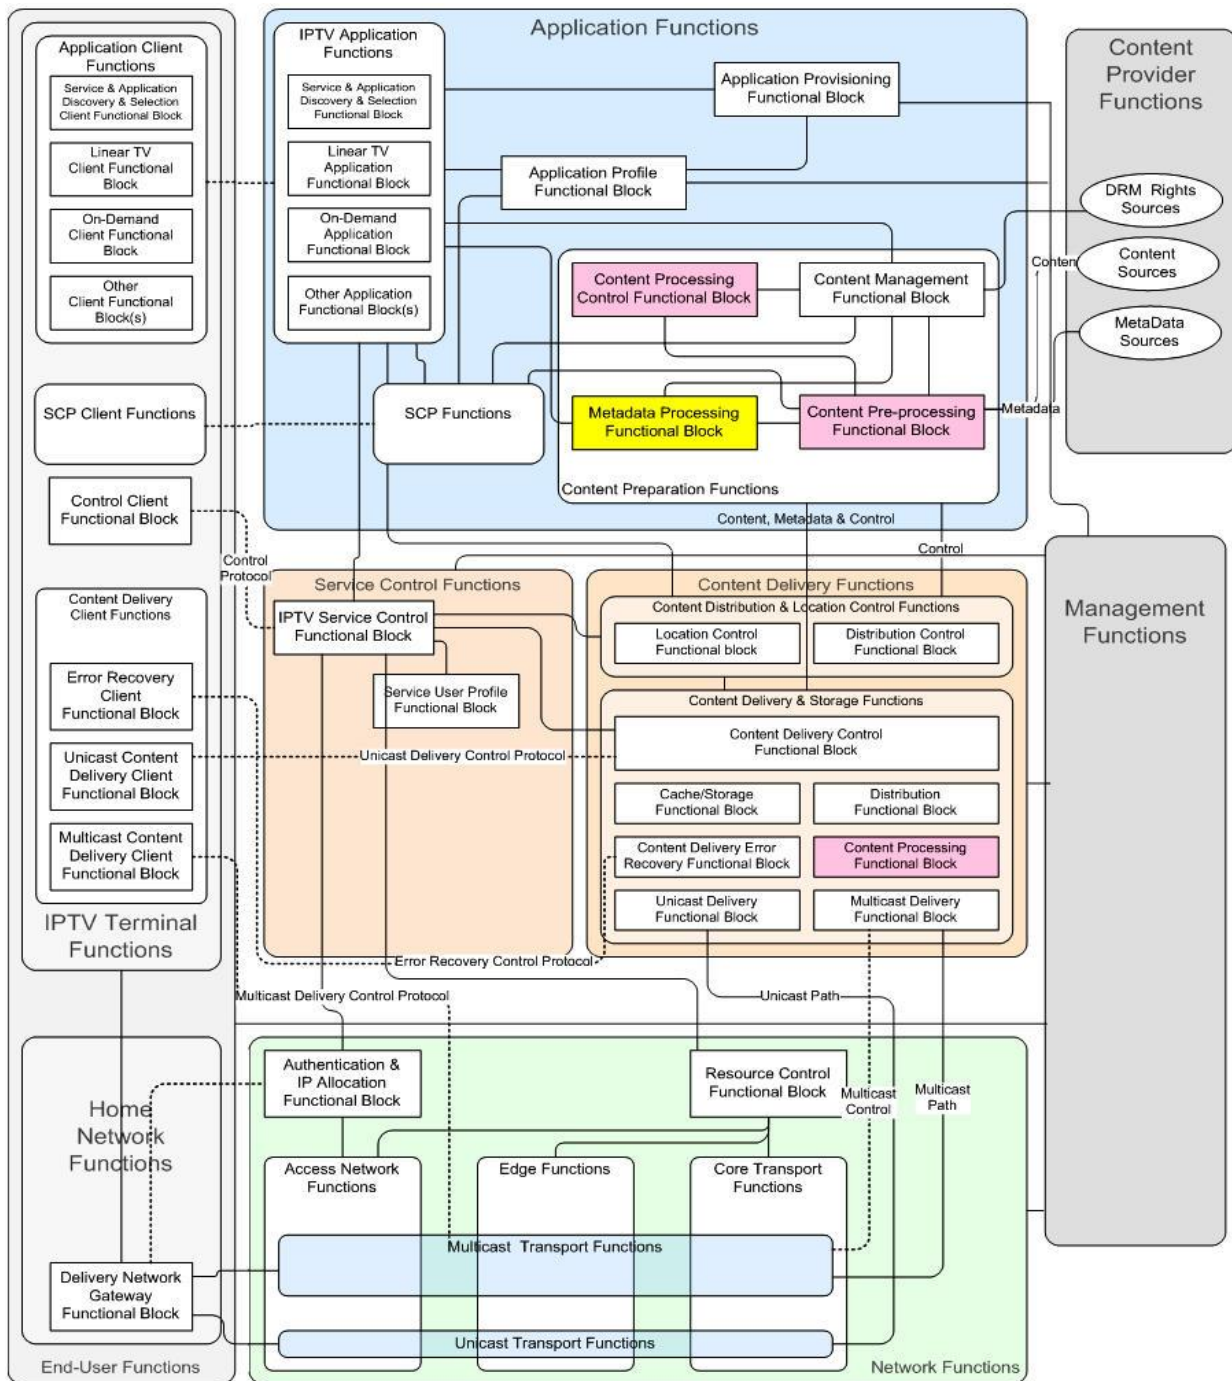 Application Functions
Content
Provider
Functions
DRM Rights
Sources
Content
Sources
MetaData
Sources
Conten
Metadata
Application Client
Functions
Service & Application
Discovery & Selection
Client Functional Block
Linear TV
Client Functional
Block
On-Demand
Client Functional
Block
Other
Client Functional
Block(s)
IPTV Application
Functions
Service & Application
Discovery & Selection
Functional Block
Linear TV
Application
Functional Block
On-Demand
Application
Functional Block
Other Application
Functional Block(s)
Application Provisioning
Functional Block
Application Profile
Functional Block
Content Processing
Control Functional Block
Content Management
Functional Block
SCP Client Functions
SCP Functions
Metadata Processing
Functional Block
Content Pre-processing
Functional Block
Content Preparation Functions
Content, Metadata & Control
Control
Control Client
Functional Block
Control
Protocol
Service Control Functions
Content Delivery Functions
Management
Functions
Content Delivery
Client Functions
IPTV Service Control
Functional Block
Content Distribution & Location Control Functions
Location Control
Functional block
Distribution Control
Functional Block
Error Recovery
Client
Functional Block
Service User Profile
Functional Block
Content Delivery & Storage Functions
Content Delivery Control
Functional Block
Unicast Content
Delivery Client
Functional Block
Unicast Delivery Control Protocol
Cache/Storage
Functional Block
Distribution
Functional Block
Multicast Content
Delivery Client
Functional Block
Content Delivery Error
Recovery Functional Block
Content Processing
Functional Block
Unicast Delivery
Functional Block
Multicast Delivery
Functional Block
IPTV Terminal
Functions
Error Recovery Control Protocol
Multicast Delivery Control Protocol
Unicast Path
Home
Network
Functions
Authentication &
IP Allocation
Functional Block
Resource Control
Functional Block
Multicast
Control
Multicast
Path
Access Network
Functions
Edge Functions
Core Transport
Functions
Multicast Transport Functions
Delivery Network
Gateway
Functional Block
Unicast Transport Functions
End-User Functions
Network Functions